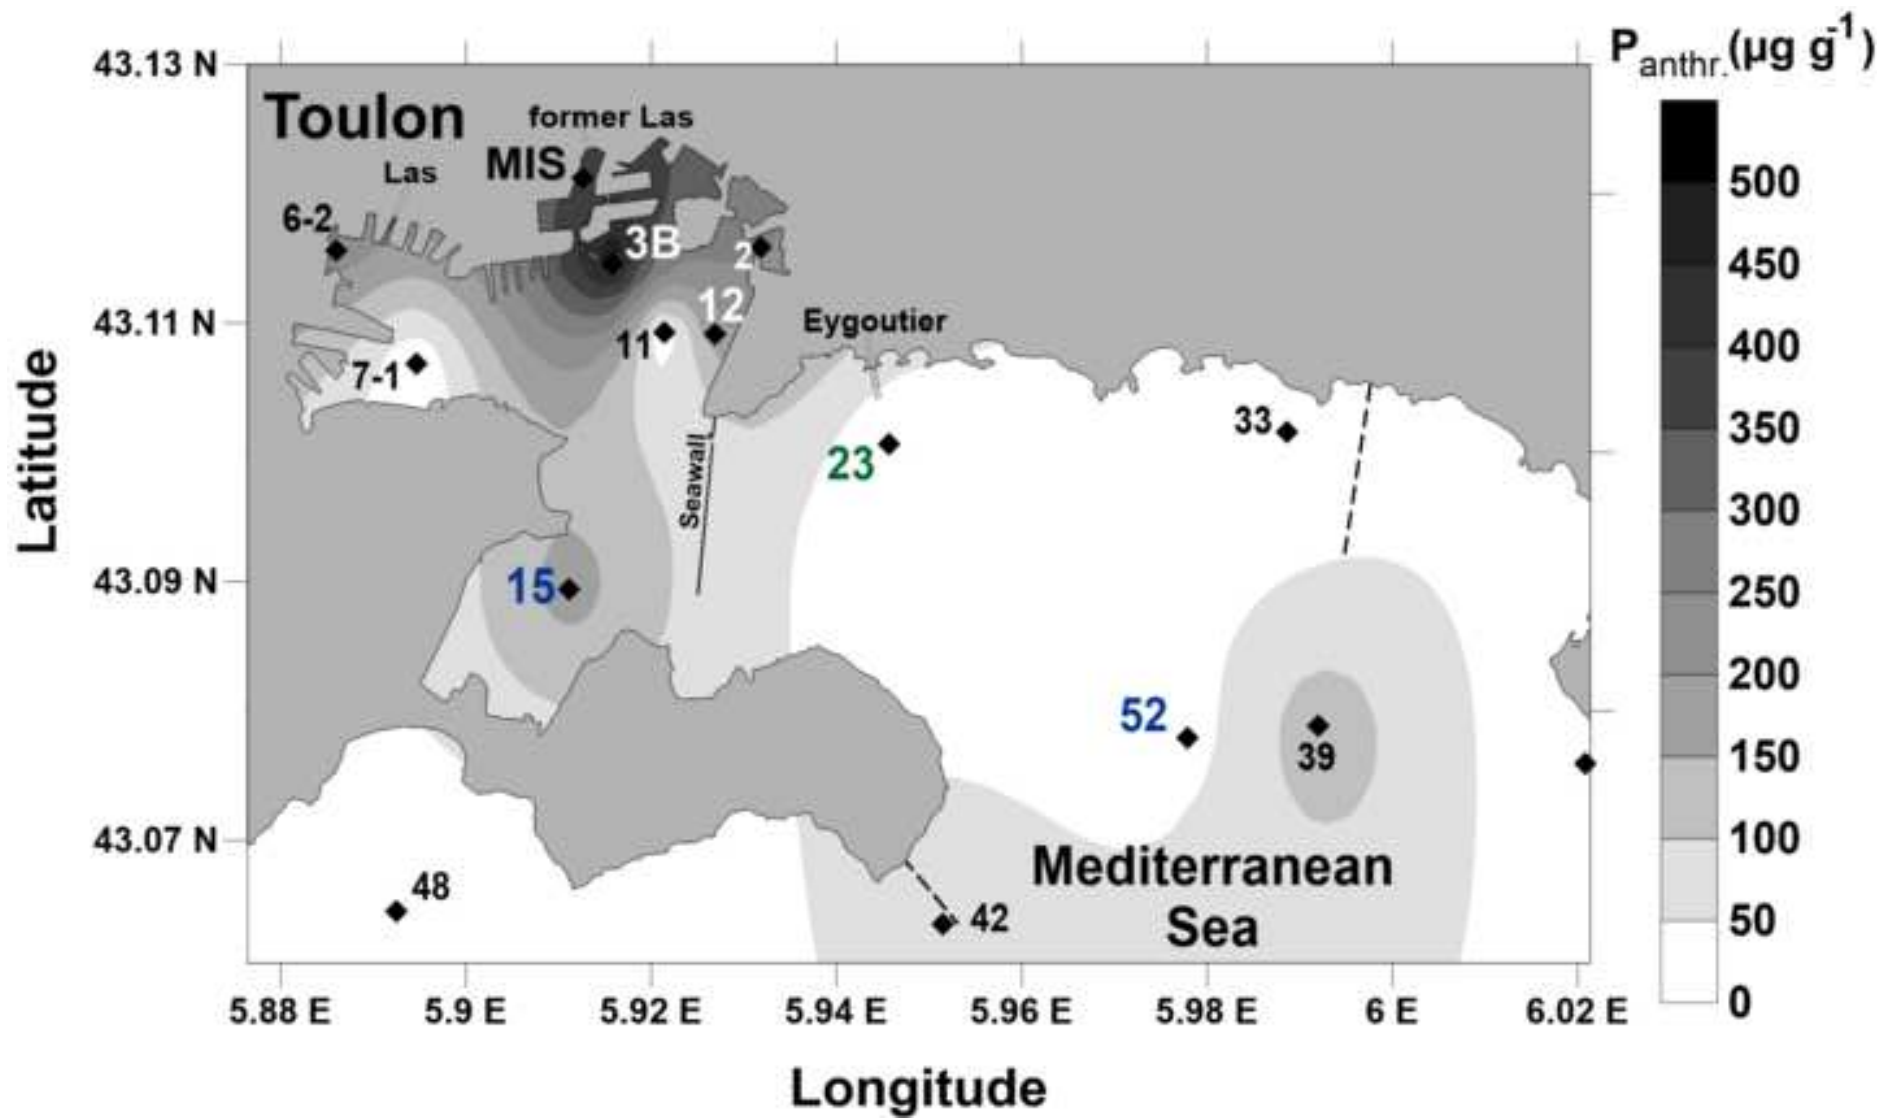 P anthr. (µg g-1)
43.13 N
Toulon
former Las
MIS
Las
500
6-2
3B
2
450
12
43.11 N
Eygoutier
11
400
7-1
350
33
23
Seawall
300
Latitude
43.09 N
15
250
200
52
39
150
43.07 N
100
Mediterranean
Sea
48
42
50
0
5.88 E 5.9 E 5.92 E 5.94 E 5.96 E 5.98 E 6 E 6.02 E
Longitude